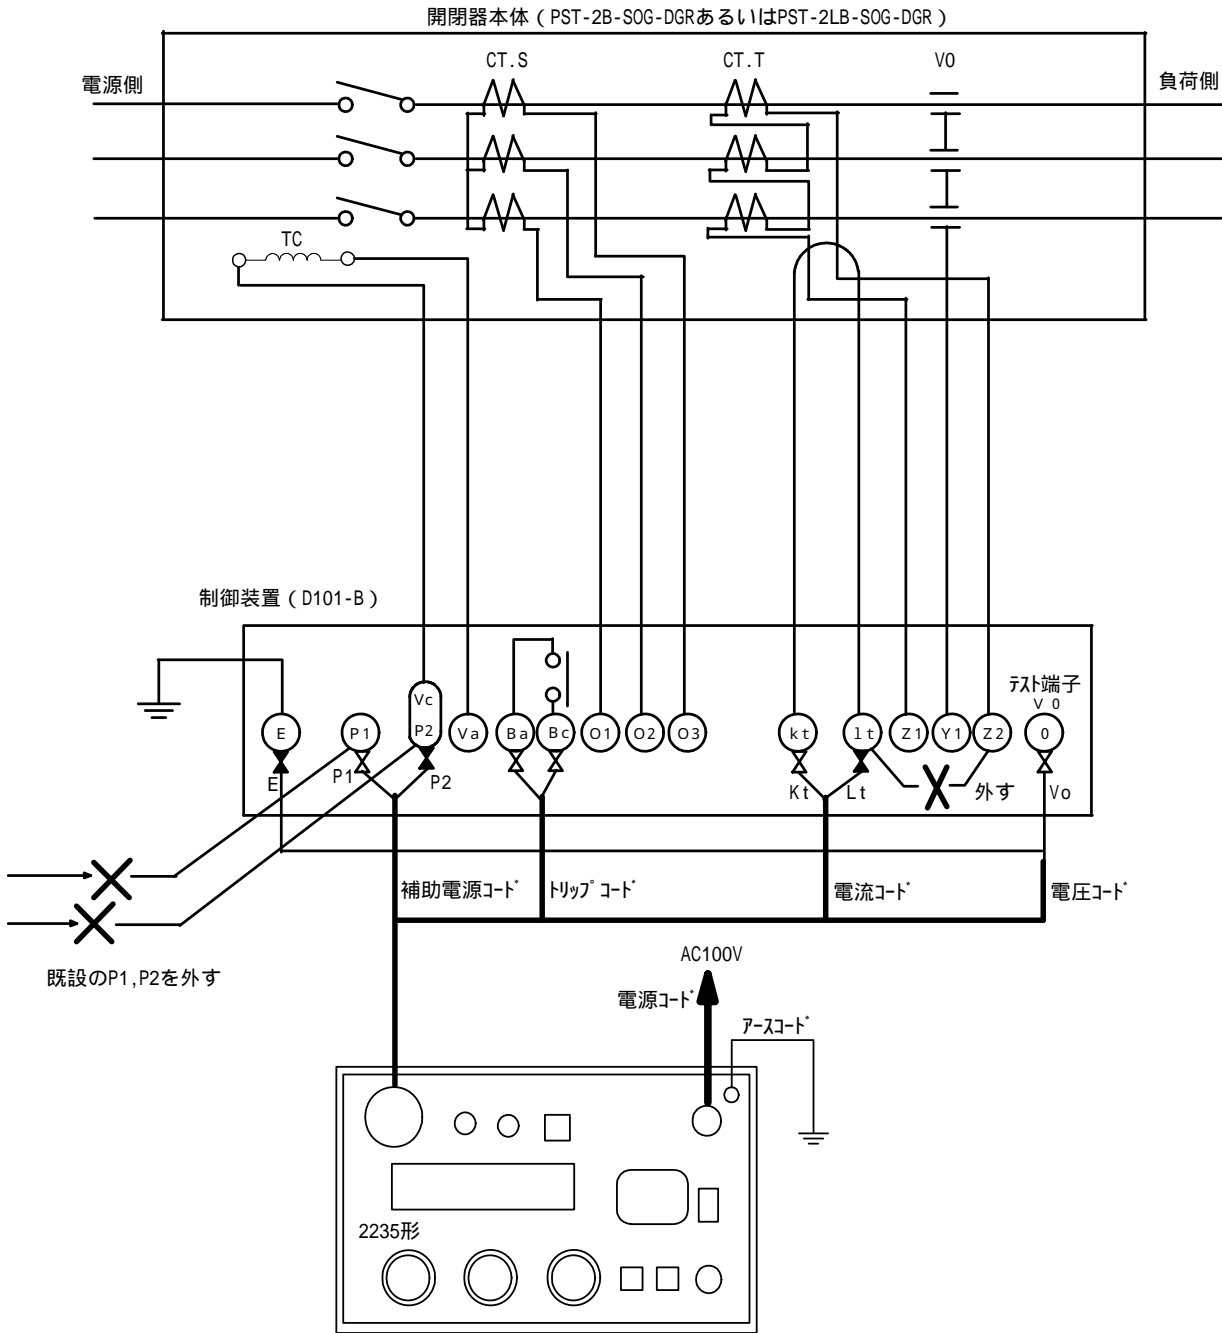 開閉器本体(PST-2B-SOG-DGRあるいはPST-2LB-SOG-DGR)
CT.S CT.T V0
電源側
負荷側
TC
制御装置(D101-B)
テスト端子
V0
Vc
E P1 P2 Va Ba Bc O1 O2 O3 kt lt Z1 Y1 Z2 0
E P1 P2 Kt Lt 外す Vo
補助電源コード トリップコード 電流コード 電圧コード
既設のP1,P2を外す
AC100V
電源コード
アースコード
2235形